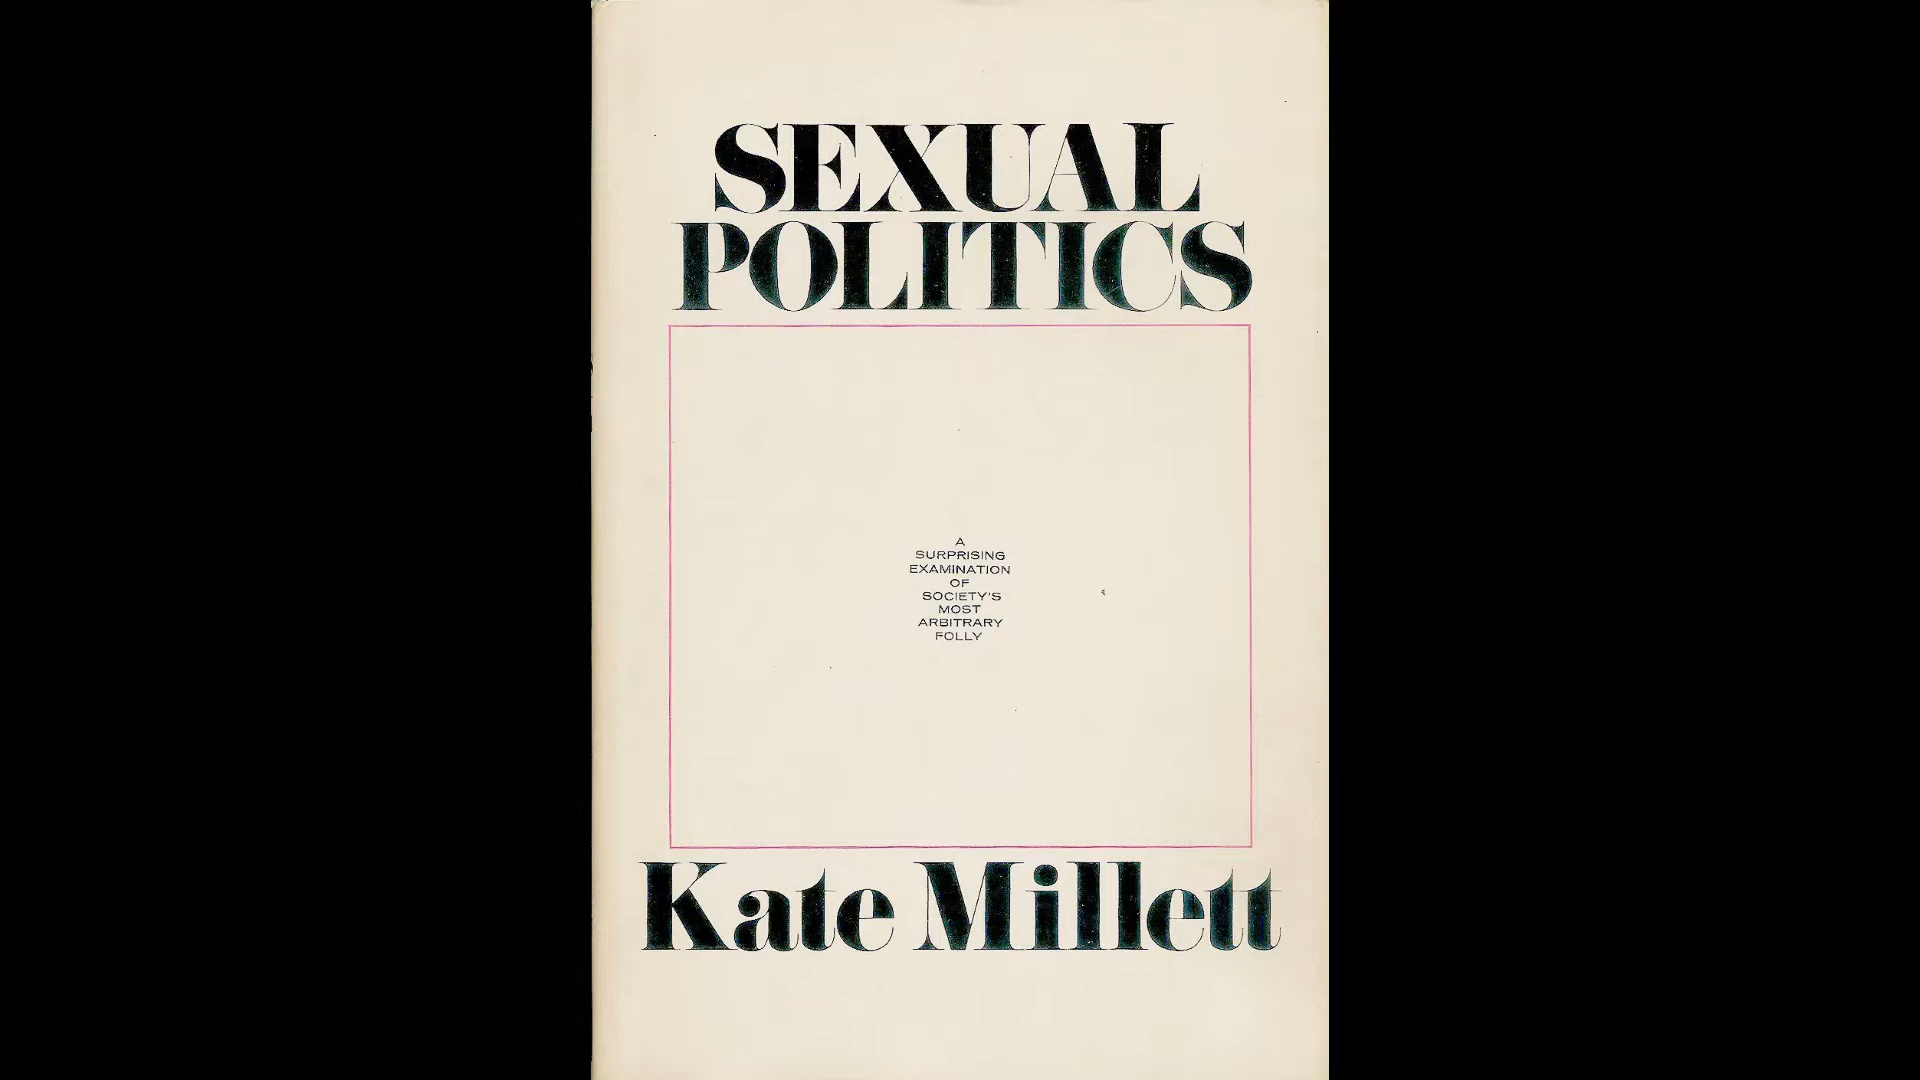 SEXUAL
POLITICS
A
SURPRISING
EXAMINATION
OF
SOCIETY'S
MOST
ARBITRARY
FOLLY
Kate Millett